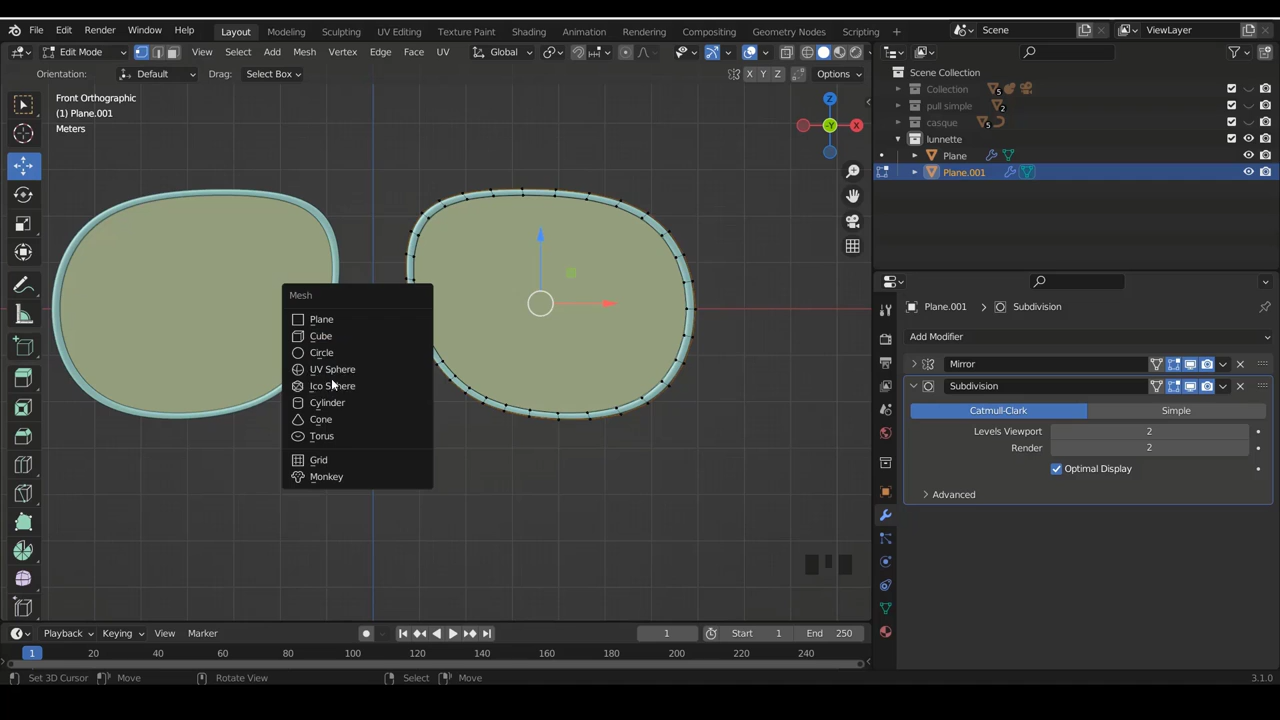 File Edit Render Window Help Layout Modeling Sculpting UV Editing Texture Paint Shading Animation Rendering Compositing Geometry Nodes Scripting Scene ViewLayer
Edit Mode View Select Add Mesh Vertex Edge Face UV Global
Orientation: Default Drag: Select Box X Y Z Options
Front Orthographic
(1) Plane.001
Meters
Z
X
-Y
Scene Collection
Collection 5
pull simple 2
casque 5
lunnette
Plane
Plane.001
Plane.001 > Subdivision
Add Modifier
Mirror
Subdivision
Catmull-Clark Simple
Levels Viewport 2
Render 2
Optimal Display
Advanced
Mesh
Plane
Cube
Circle
UV Sphere
Ico Sphere
Cylinder
Cone
Torus
Grid
Monkey
Playback Keying View Marker 1 Start 1 End 250
1 20 40 60 80 100 120 140 160 180 200 220 240
Set 3D Cursor Move Rotate View Select Move 3.1.0